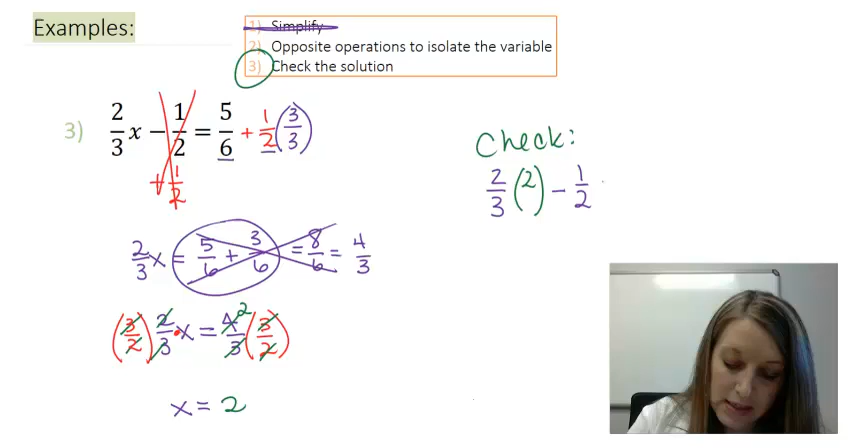 Examples:
1) Simplify
2) Opposite operations to isolate the variable
3) Check the solution
3) 2/3 x − 1/2 = 5/6 + 1/2 (3/3)
+ 1/2
Check:
2/3 (2) − 1/2
2/3 x = 5/6 + 3/6 = 8/6 = 4/3
(3/2) 2/3 • x = 4/3 2 (3/2)
x = 2